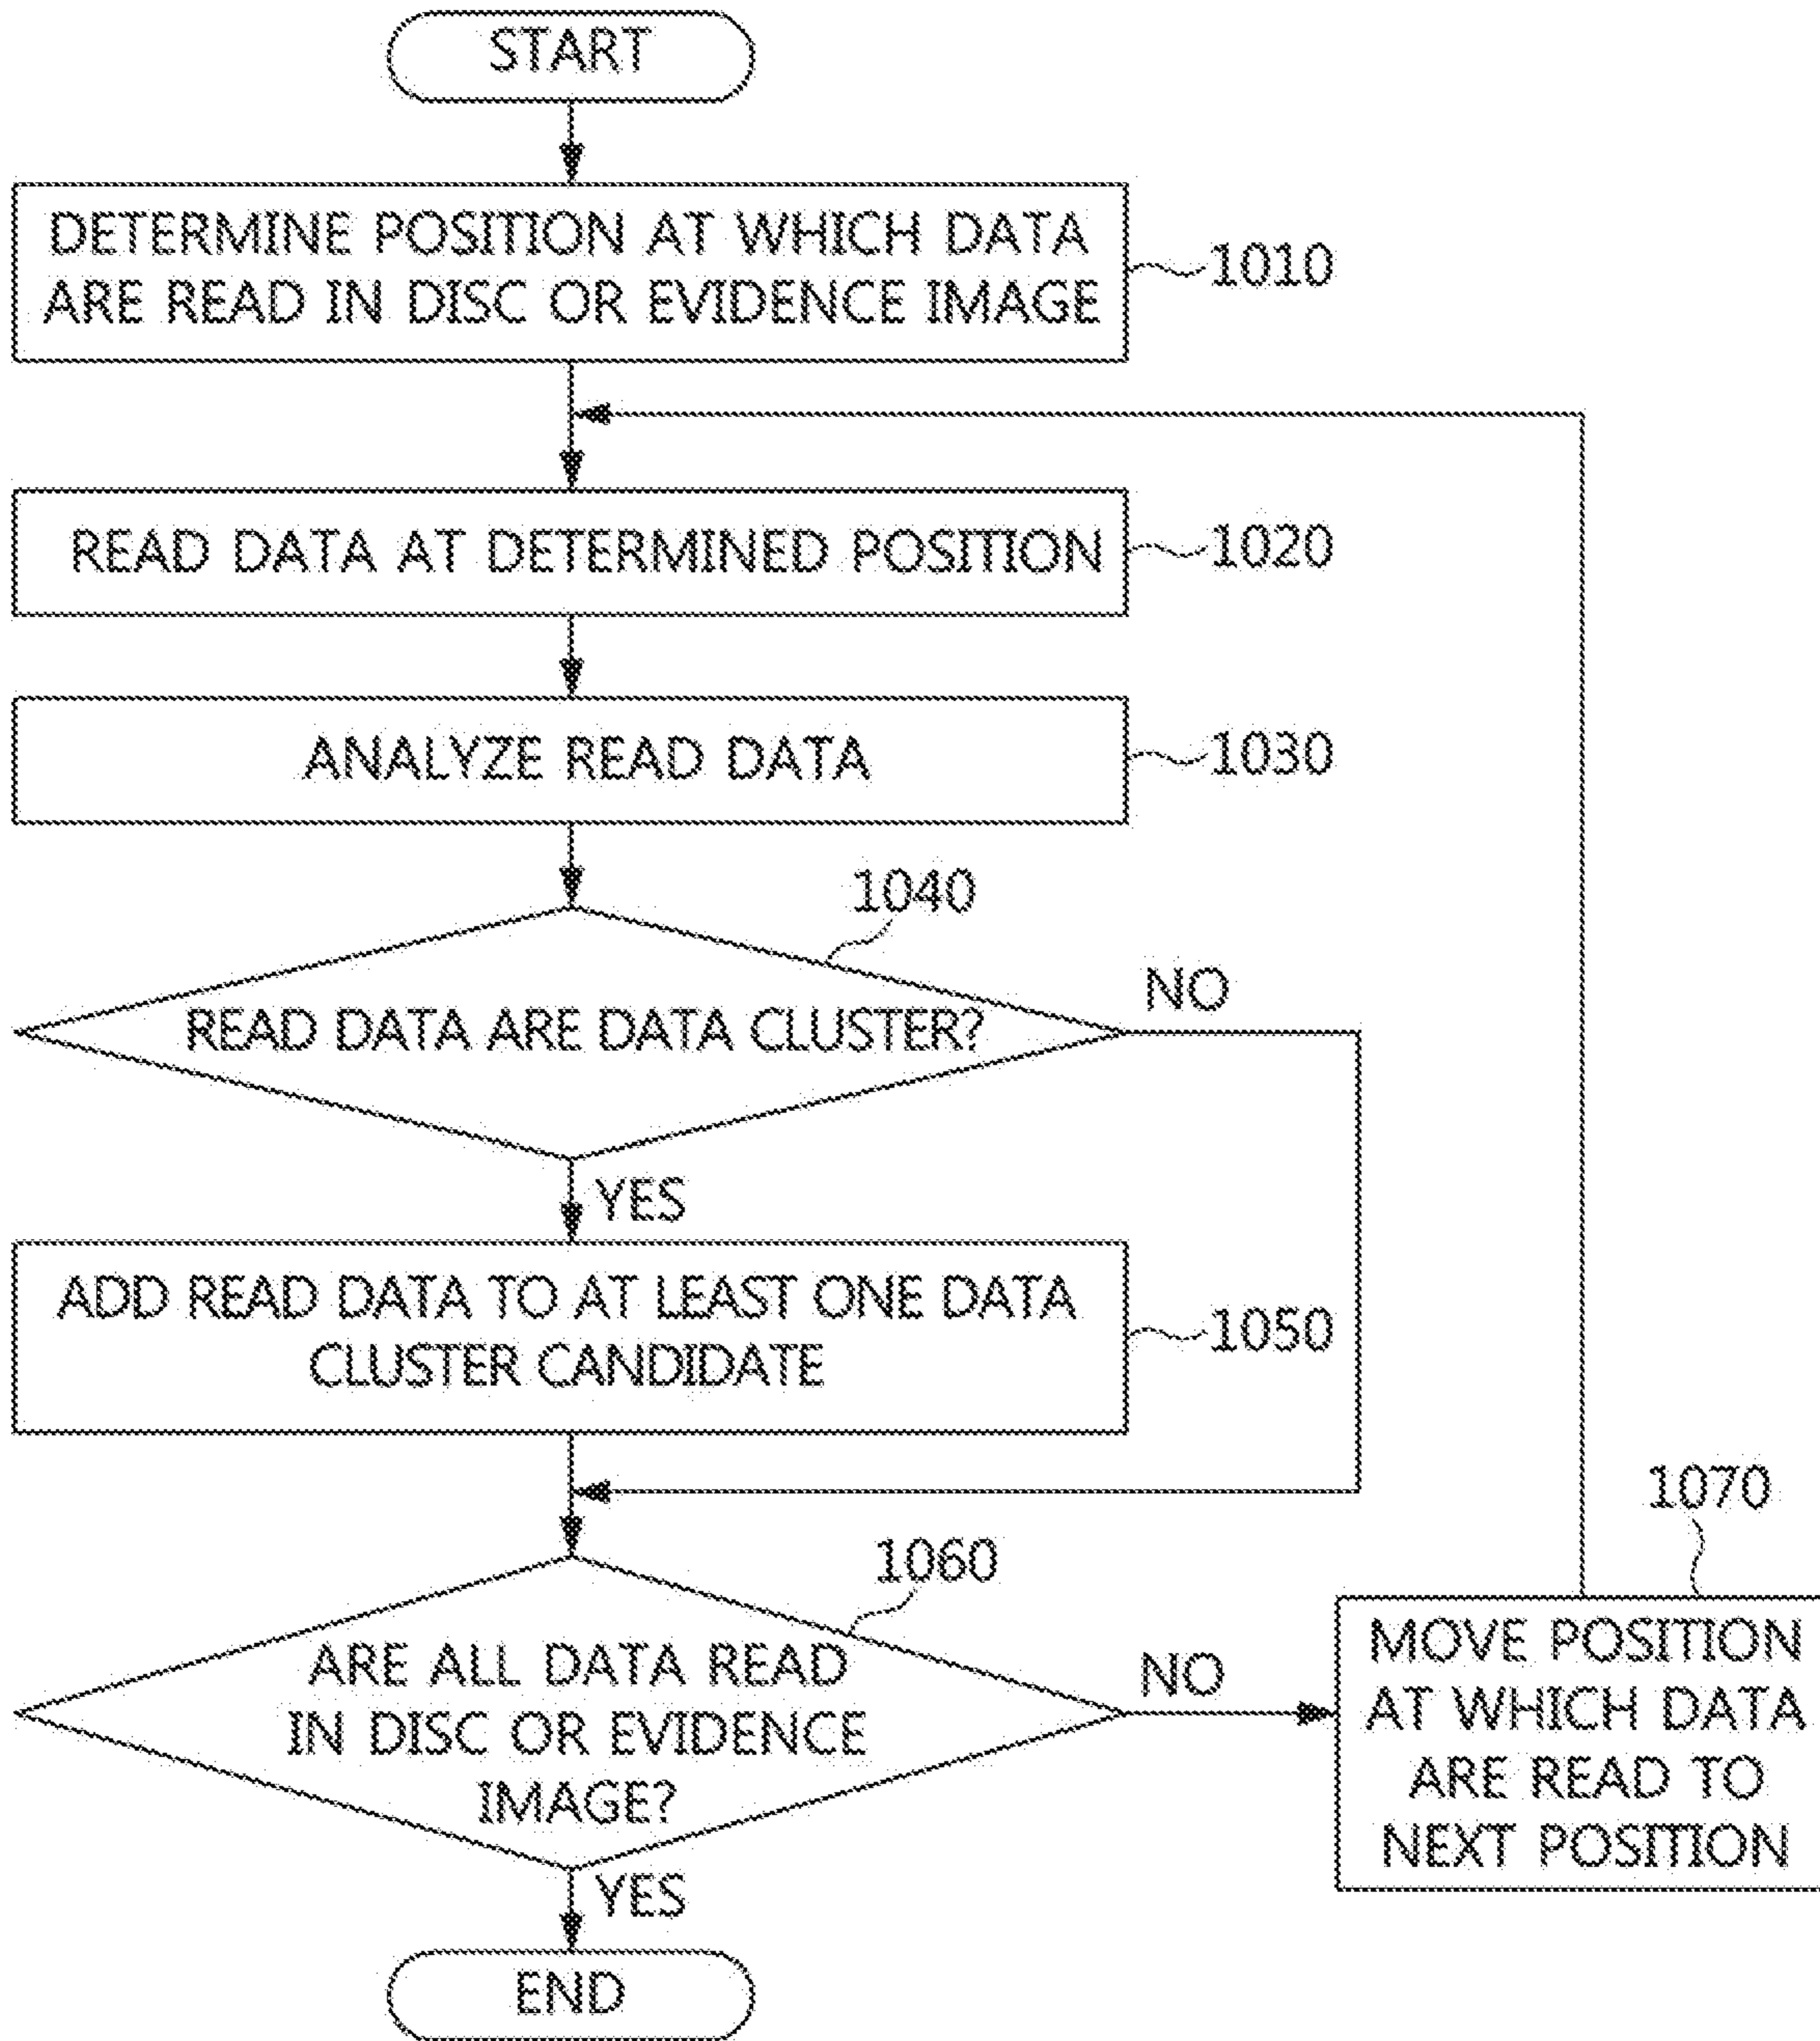 START
DETERMINE POSITION AT WHICH DATA
ARE READ IN DISC OR EVIDENCE IMAGE
1010
READ DATA AT DETERMINED POSITION
1020
ANALYZE READ DATA
1030
1040
READ DATA ARE DATA CLUSTER?
NO
YES
ADD READ DATA TO AT LEAST ONE DATA
CLUSTER CANDIDATE
1050
1060
ARE ALL DATA READ
IN DISC OR EVIDENCE
IMAGE?
NO
1070
MOVE POSITION
AT WHICH DATA
ARE READ TO
NEXT POSITION
YES
END